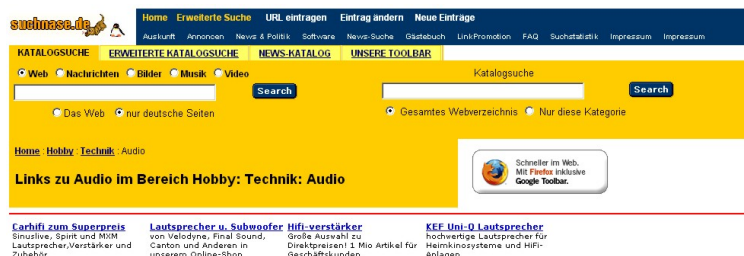 suchnase.de
Home Erweiterte Suche URL eintragen Eintrag ändern Neue Einträge
Auskunft Annoncen News & Politik Software News-Suche Gästebuch LinkPromotion FAQ Suchstatistik Impressum Impressum
KATALOGSUCHE ERWEITERTE KATALOGSUCHE NEWS-KATALOG UNSERE TOOLBAR
Web Nachrichten Bilder Musik Video
Katalogsuche
Search
Search
Das Web nur deutsche Seiten
Gesamtes Webverzeichnis Nur diese Kategorie
Home : Hobby : Technik : Audio
Links zu Audio im Bereich Hobby: Technik: Audio
Schneller im Web.
Mit Firefox inklusive
Google Toolbar.
Carhifi zum Superpreis
Sinuslive, Spirit und MXM
Lautsprecher,Verstärker und
Zubehör
Lautsprecher u. Subwoofer
von Velodyne, Final Sound,
Canton und Anderen in
unserem Online-Shop
Hifi-verstärker
Große Auswahl zu
Direktpreisen! 1 Mio Artikel für
Geschäftskunden
KEF Uni-Q Lautsprecher
hochwertige Lautsprecher für
Heimkinosysteme und HiFi-
Anlagen